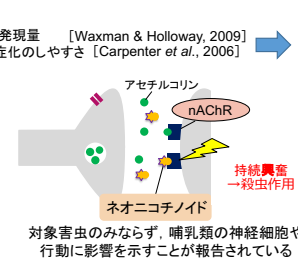 発現量 [Waxman & Holloway, 2009]
症化のしやすさ [Carpenter et al., 2006]
アセチルコリン
nAChR
持続異奮
→殺虫作用
ネオニコチノイド
対象害虫のみならず，哺乳類の神経細胞や
行動に影響を示すことが報告されている